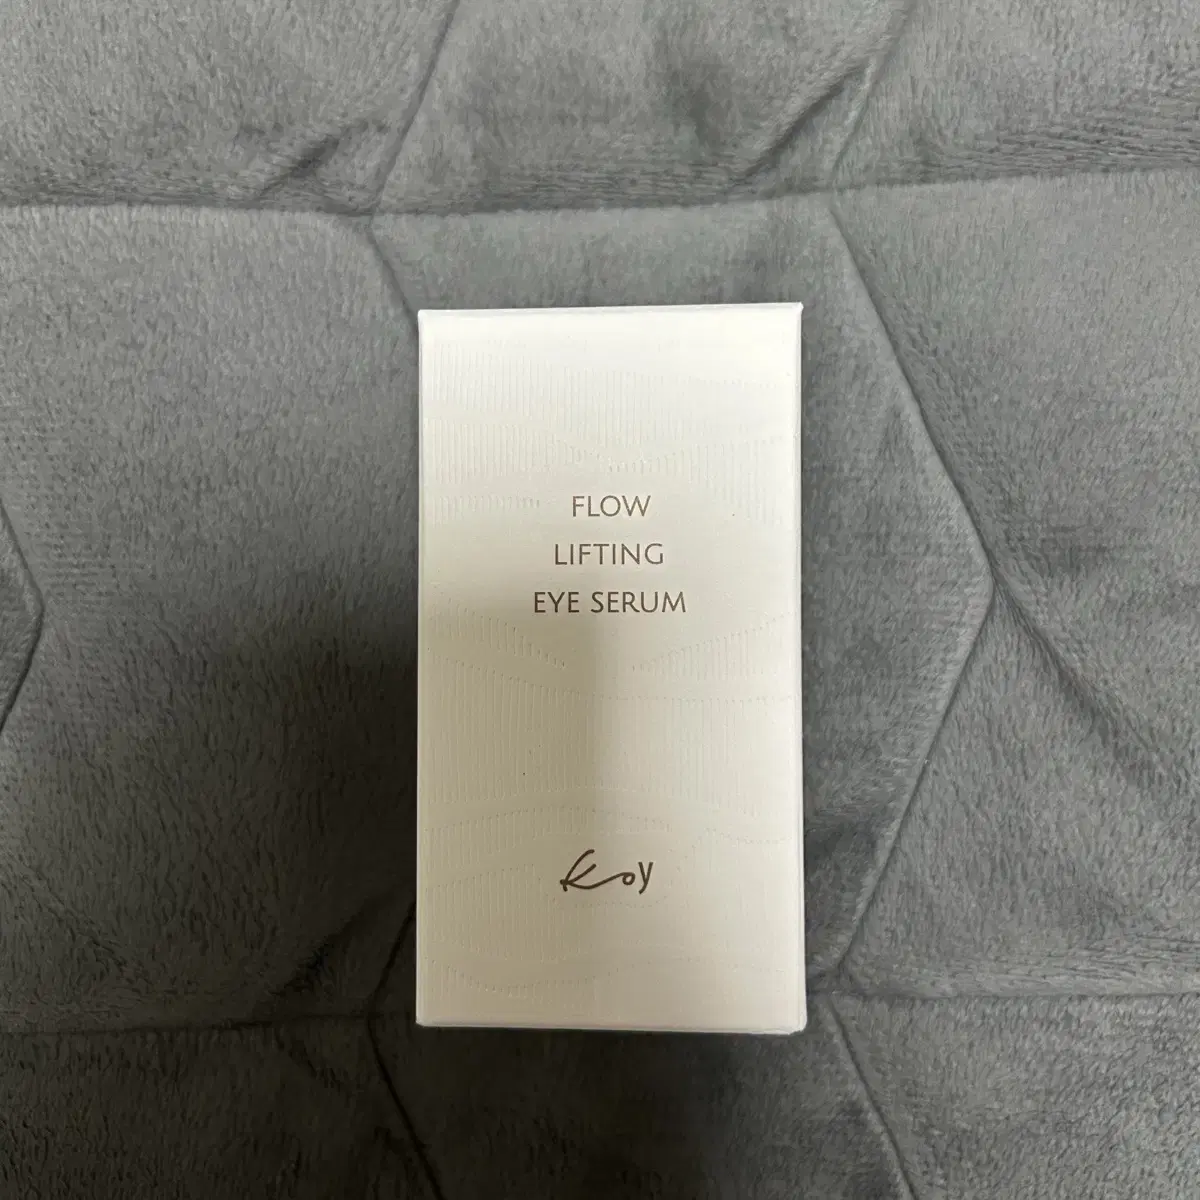 FLOW
LIFTING
EYE SERUM
Koy